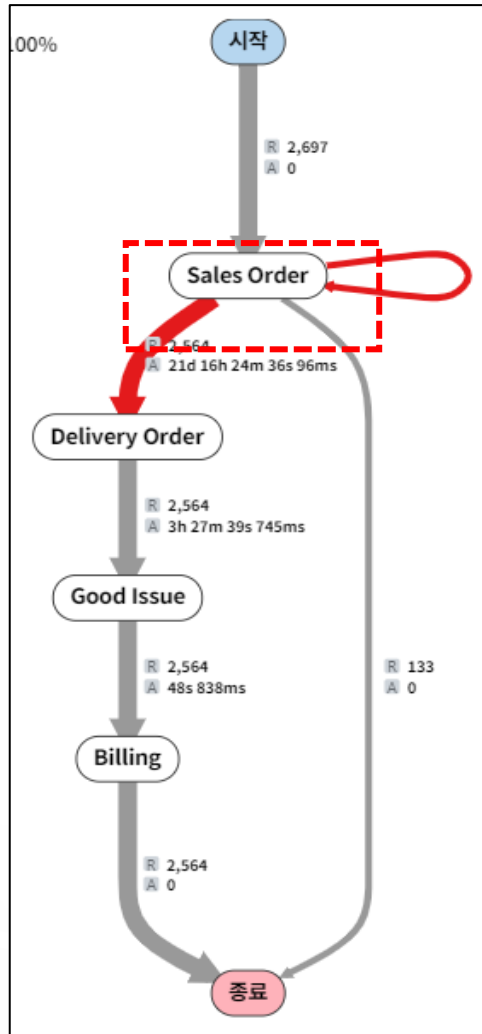 100%
시작
R 2,697
A 0
Sales Order
R 2,564
A 21d 16h 24m 36s 96ms
Delivery Order
R 2,564
A 3h 27m 39s 745ms
Good Issue
R 2,564
A 48s 838ms
R 133
A 0
Billing
R 2,564
A 0
종료